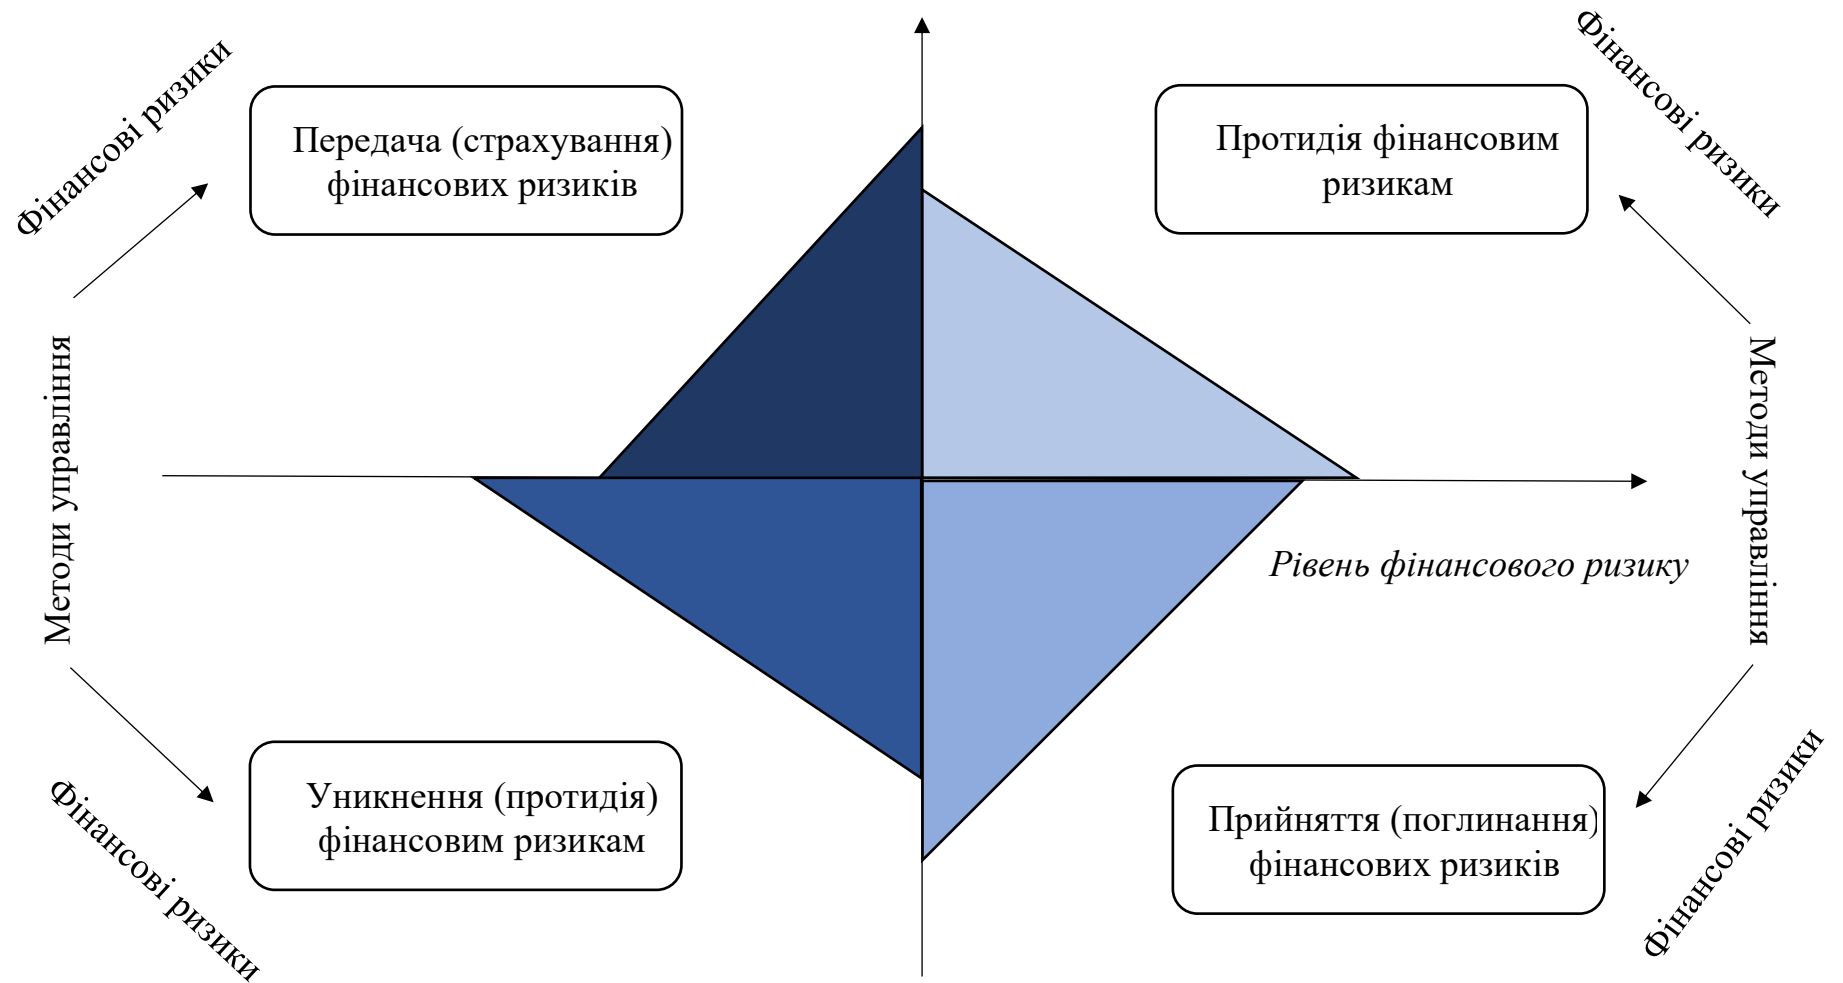 Фінансові ризики
Передача (страхування)
фінансових ризиків
Протидія фінансовим
ризикам
Фінансові ризики
Методи управління
Методи управління
Рівень фінансового ризику
Фінансові ризики
Уникнення (протидія)
фінансовим ризикам
Прийняття (поглинання)
фінансових ризиків
Фінансові ризики